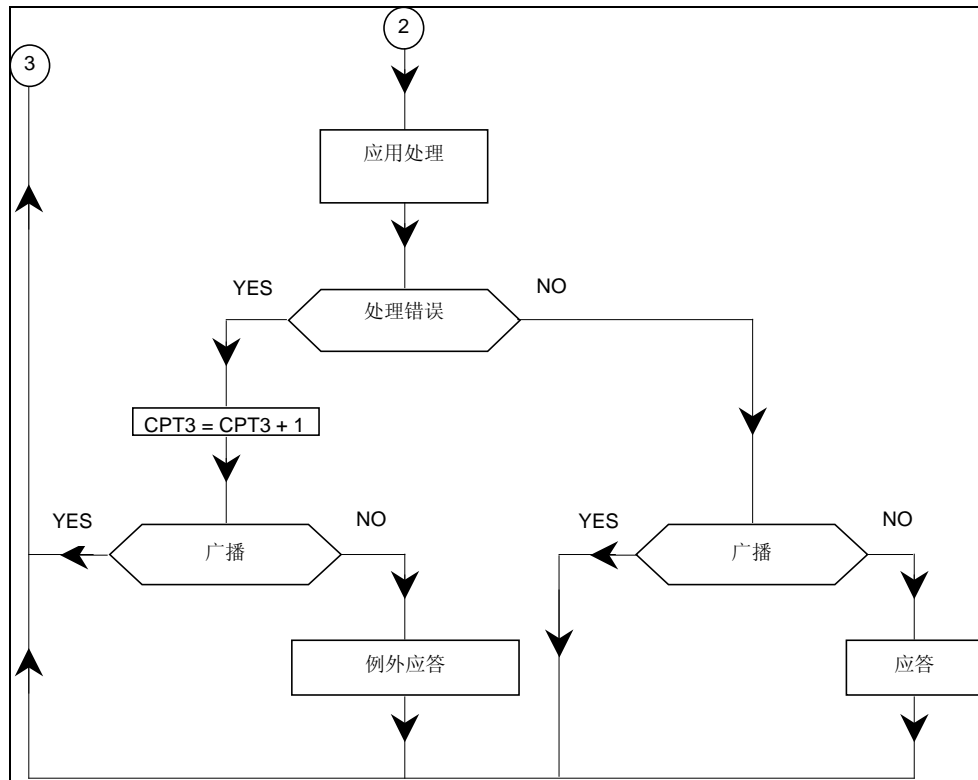 2
3
应用处理
YES
NO
处理错误
CPT3 = CPT3 + 1
YES
NO
广播
YES
NO
广播
例外应答
应答